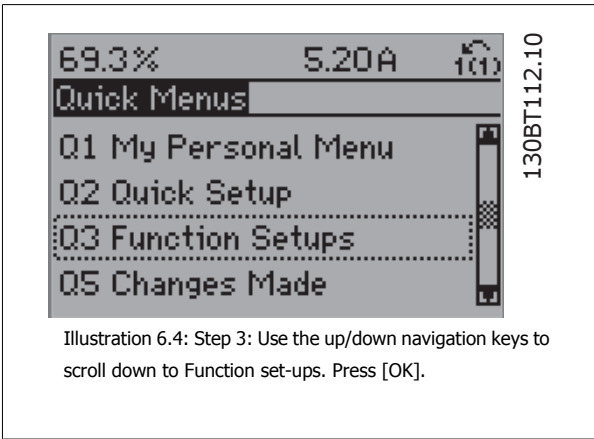 69.3% 5.20A 1(1)
Quick Menus
Q1 My Personal Menu
Q2 Quick Setup
Q3 Function Setups
Q5 Changes Made
130BT112.10
Illustration 6.4: Step 3: Use the up/down navigation keys to
scroll down to Function set-ups. Press [OK].